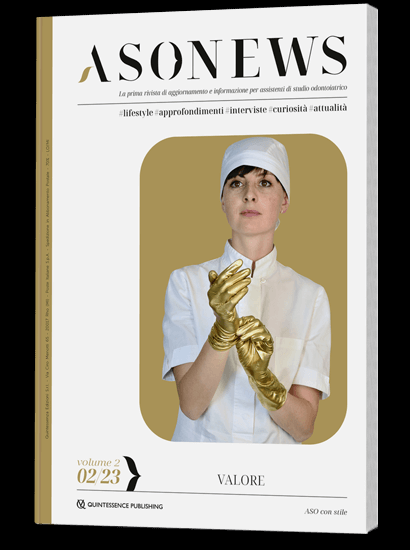 ASONEWS
La prima rivista di aggiornamento e informazione per assistenti di studio odontoiatrico
#lifestyle #approfondimenti #interviste #curiosità #attualità
volume 2
02/23
QUINTESSENCE PUBLISHING
VALORE
ASO con stile